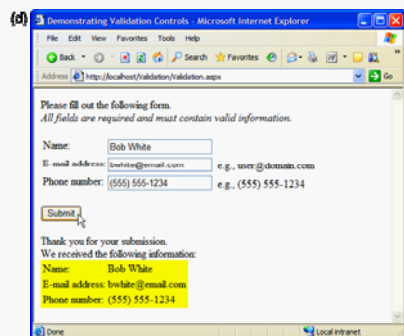 (d)
Demonstrating Validation Controls - Microsoft Internet Explorer
File Edit View Favorites Tools Help
Back Search Favorites
Address http://localhost/Validation/Validation.aspx Go
Please fill out the following form.
All fields are required and must contain valid information.
Name: Bob White
E-mail address: bwhite@email.com e.g., user@domain.com
Phone number: (555) 555-1234 e.g., (555) 555-1234
Submit
Thank you for your submission.
We received the following information:
Name: Bob White
E-mail address: bwhite@email.com
Phone number: (555) 555-1234
Done Local intranet